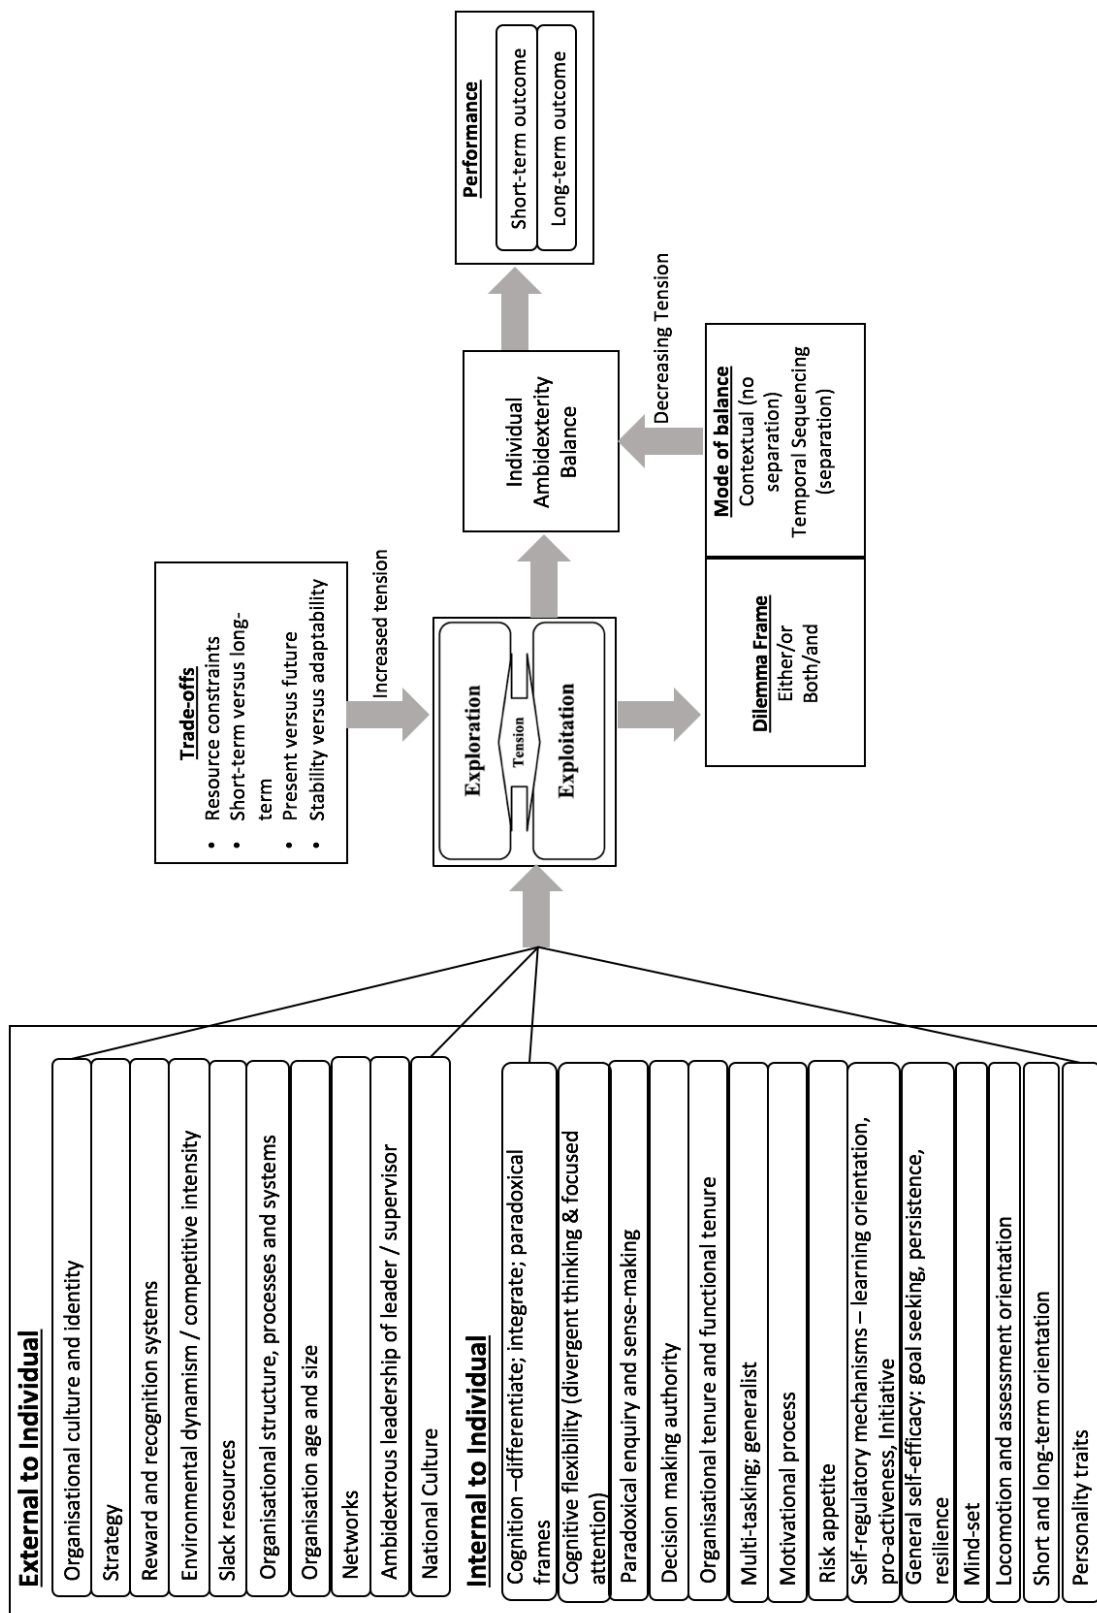 External to Individual
Organisational culture and identity
Strategy
Reward and recognition systems
Environmental dynamism / competitive intensity
Slack resources
Organisational structure, processes and systems
Organisation age and size
Networks
Ambidextrous leadership of leader / supervisor
National Culture
Internal to Individual
Cognition –differentiate; integrate; paradoxical
frames
Cognitive flexibility (divergent thinking & focused
attention)
Paradoxical enquiry and sense-making
Decision making authority
Organisational tenure and functional tenure
Multi-tasking; generalist
Motivational process
Risk appetite
Self-regulatory mechanisms – learning orientation,
pro-activeness, Initiative
General self-efficacy: goal seeking, persistence,
resilience
Mind-set
Locomotion and assessment orientation
Short and long-term orientation
Personality traits
Trade-offs
• Resource constraints
• Short-term versus long-
term
• Present versus future
• Stability versus adaptability
Increased tension
Exploration
Tension
Exploitation
Dilemma Frame
Either/or
Both/and
Mode of balance
Contextual (no
separation)
Temporal Sequencing
(separation)
Decreasing Tension
Individual
Ambidexterity
Balance
Performance
Short-term outcome
Long-term outcome